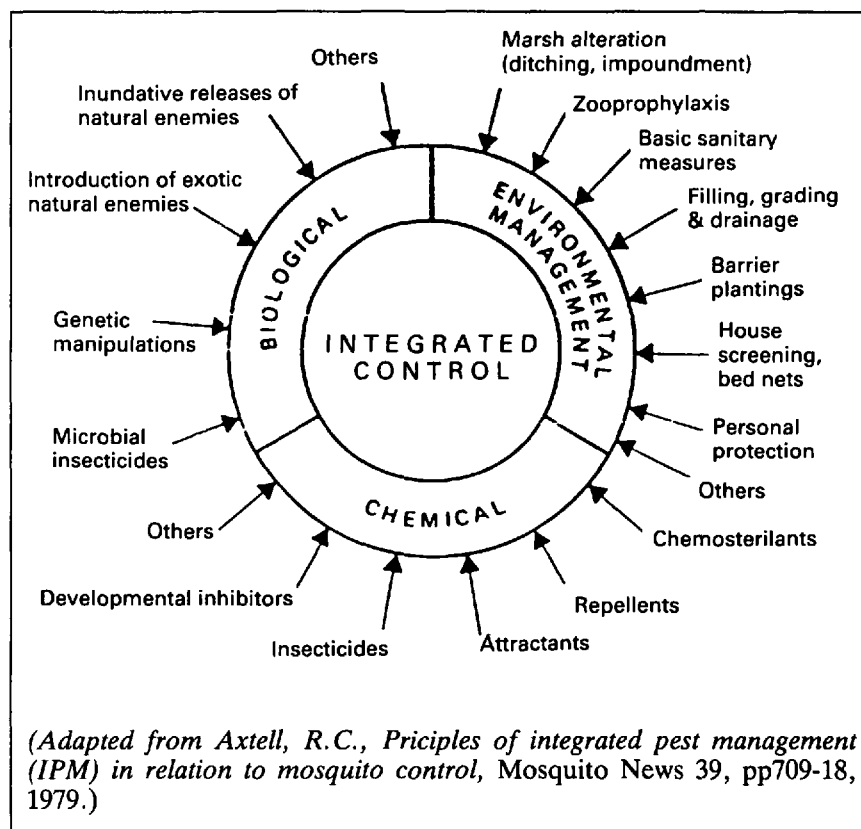 Others
Marsh alteration
(ditching, impoundment)
Inundative releases of
natural enemies
Zooprophylaxis
Basic sanitary
measures
Introduction of exotic
natural enemies
Filling, grading
& drainage
Barrier
plantings
Genetic
manipulations
House
screening,
bed nets
Microbial
insecticides
Personal
protection
Others
Others
Chemosterilants
Developmental inhibitors
Repellents
Insecticides
Attractants
BIOLOGICAL
ENVIRONMENTAL
MANAGEMENT
CHEMICAL
INTEGRATED
CONTROL
(Adapted from Axtell, R.C., Priciples of integrated pest management
(IPM) in relation to mosquito control, Mosquito News 39, pp709-18,
1979.)